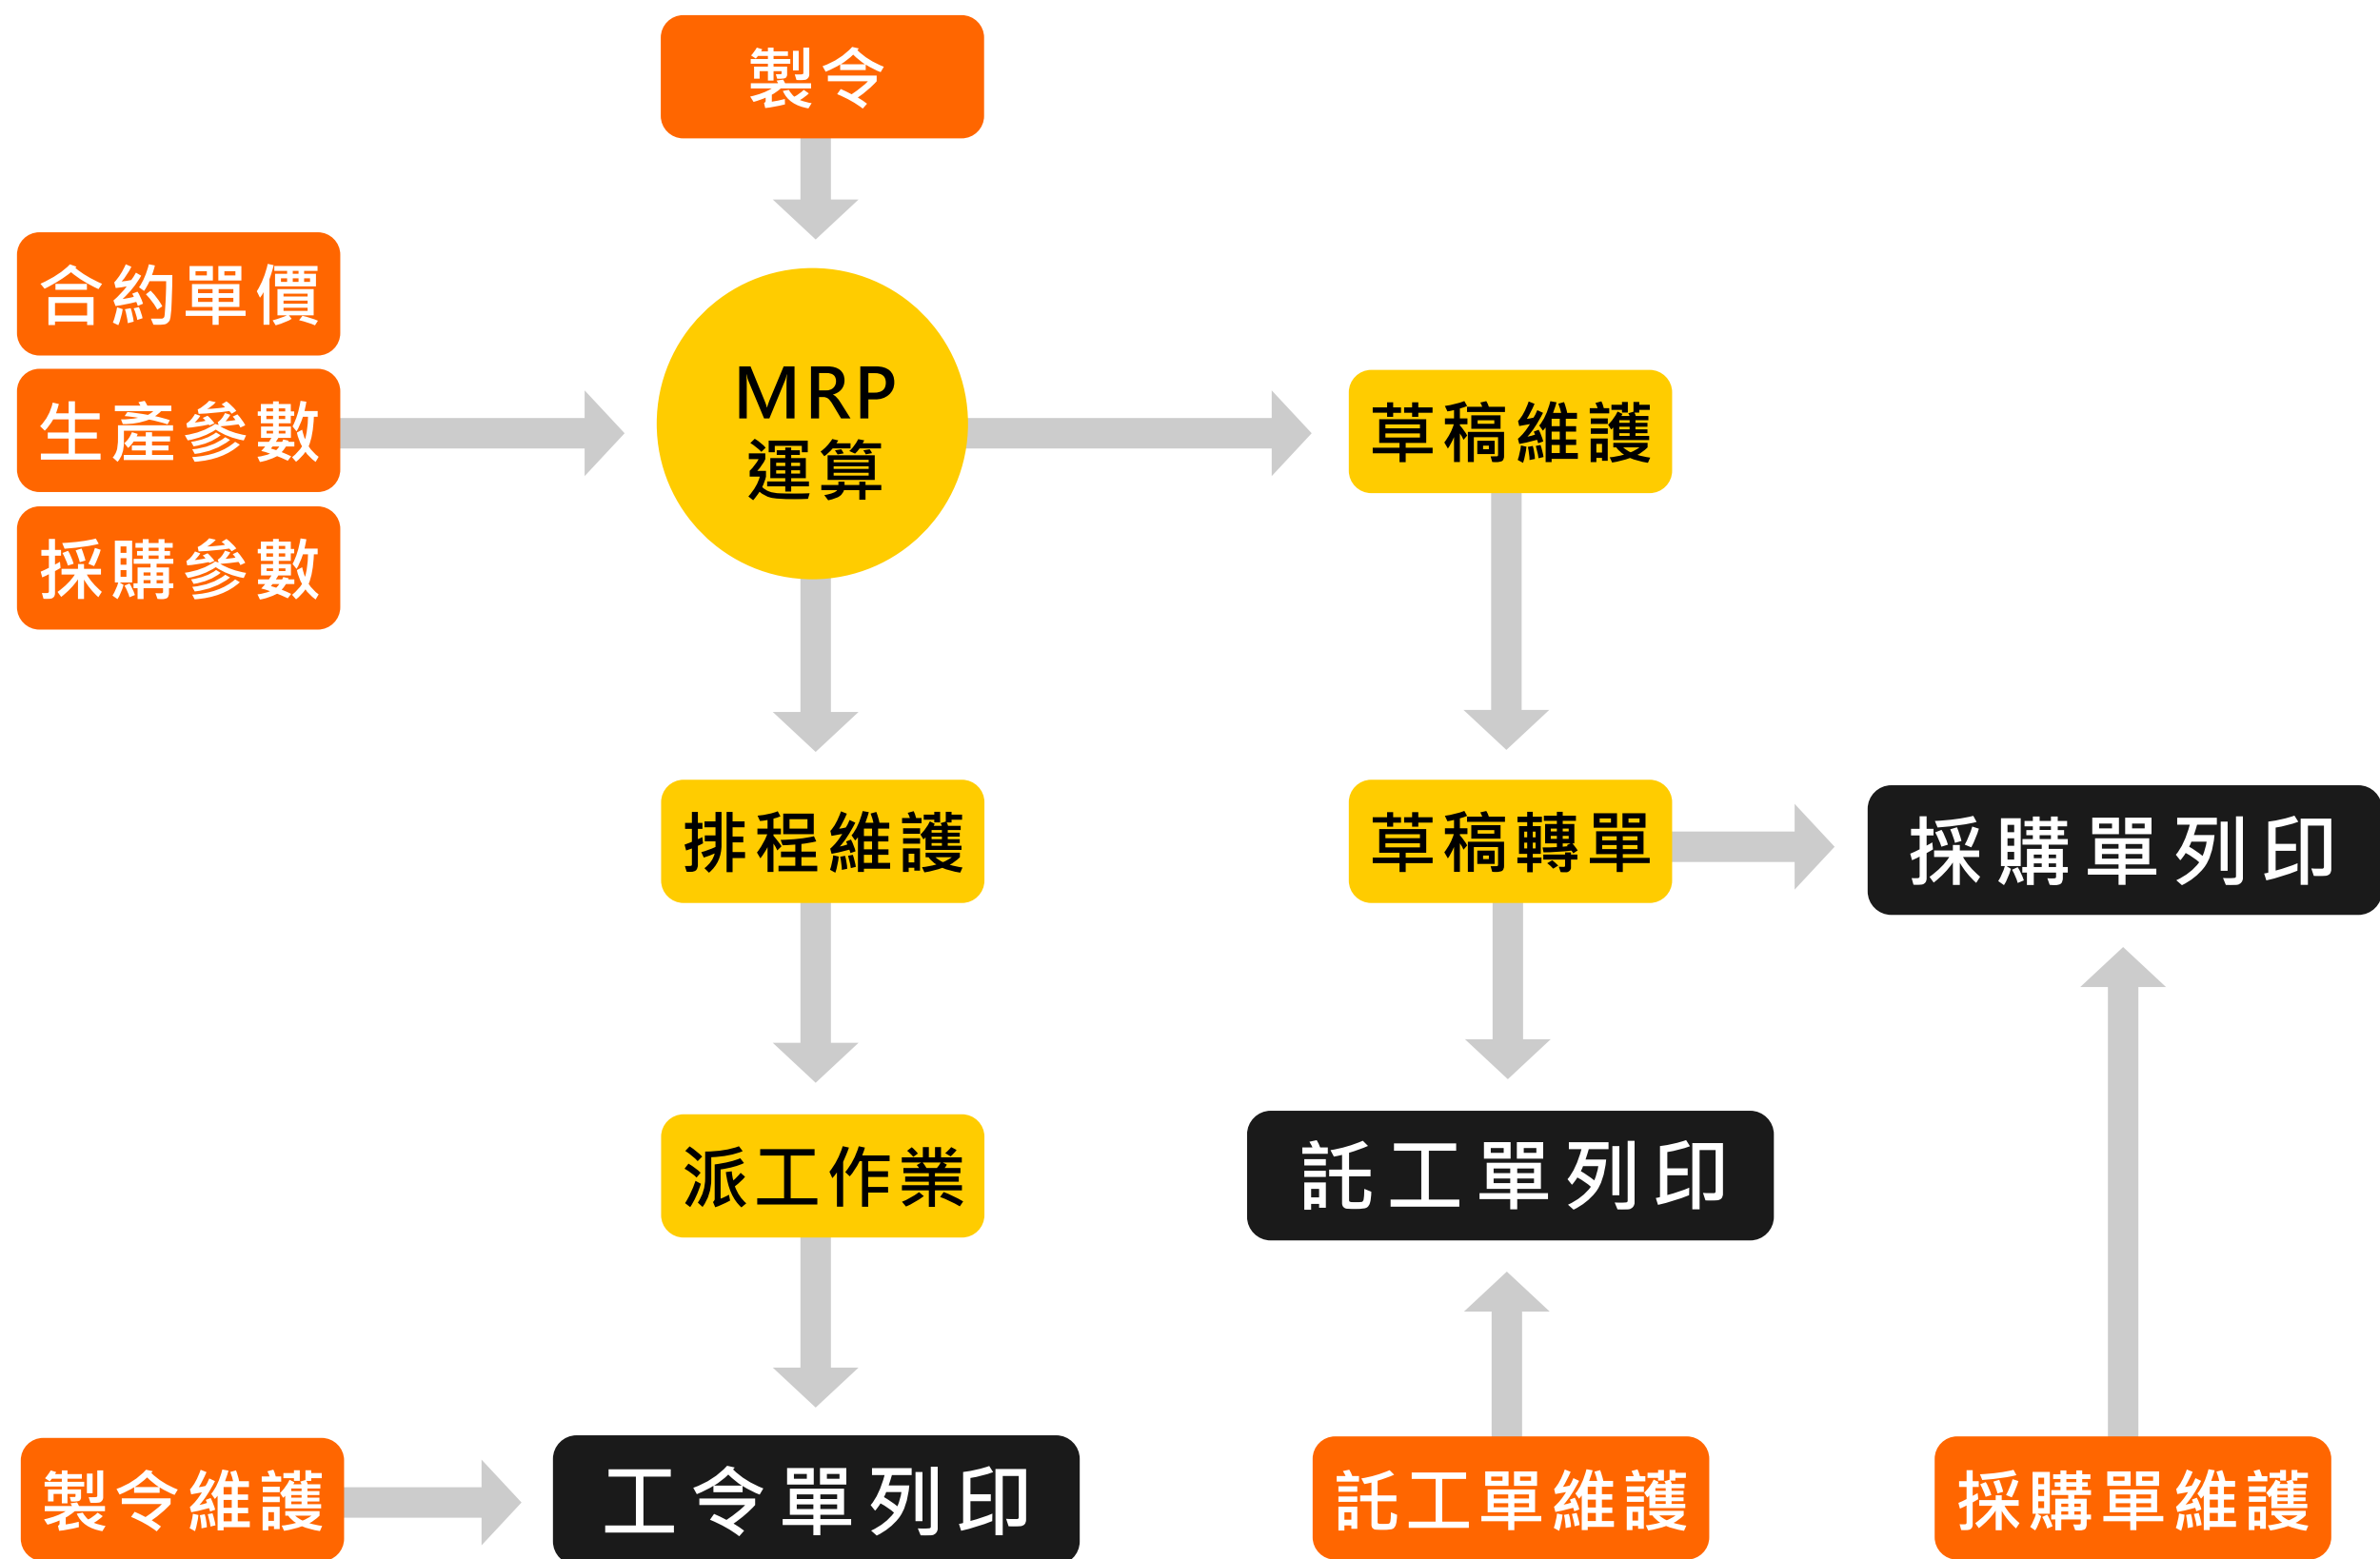 製令
合約單價
生產參數
採購參數
MRP
運算
草稿維護
排程維護
草稿轉單
採購單列印
派工作業
託工單列印
製令維護
工令單列印
託工單維護
採購單維護